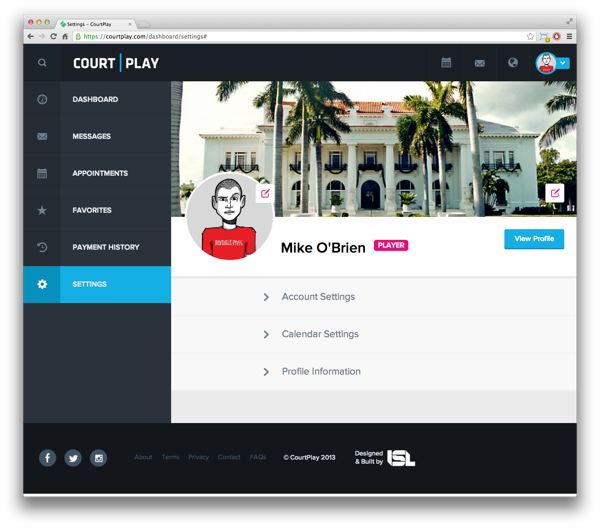 Settings – CourtPlay
https://courtplay.com/dashboard/settings#
COURT | PLAY
DASHBOARD
MESSAGES
APPOINTMENTS
FAVORITES
PAYMENT HISTORY
SETTINGS
Mike O'Brien PLAYER
View Profile
Account Settings
Calendar Settings
Profile Information
About Terms Privacy Contact FAQs © CourtPlay 2013
Designed
& Built by ISL